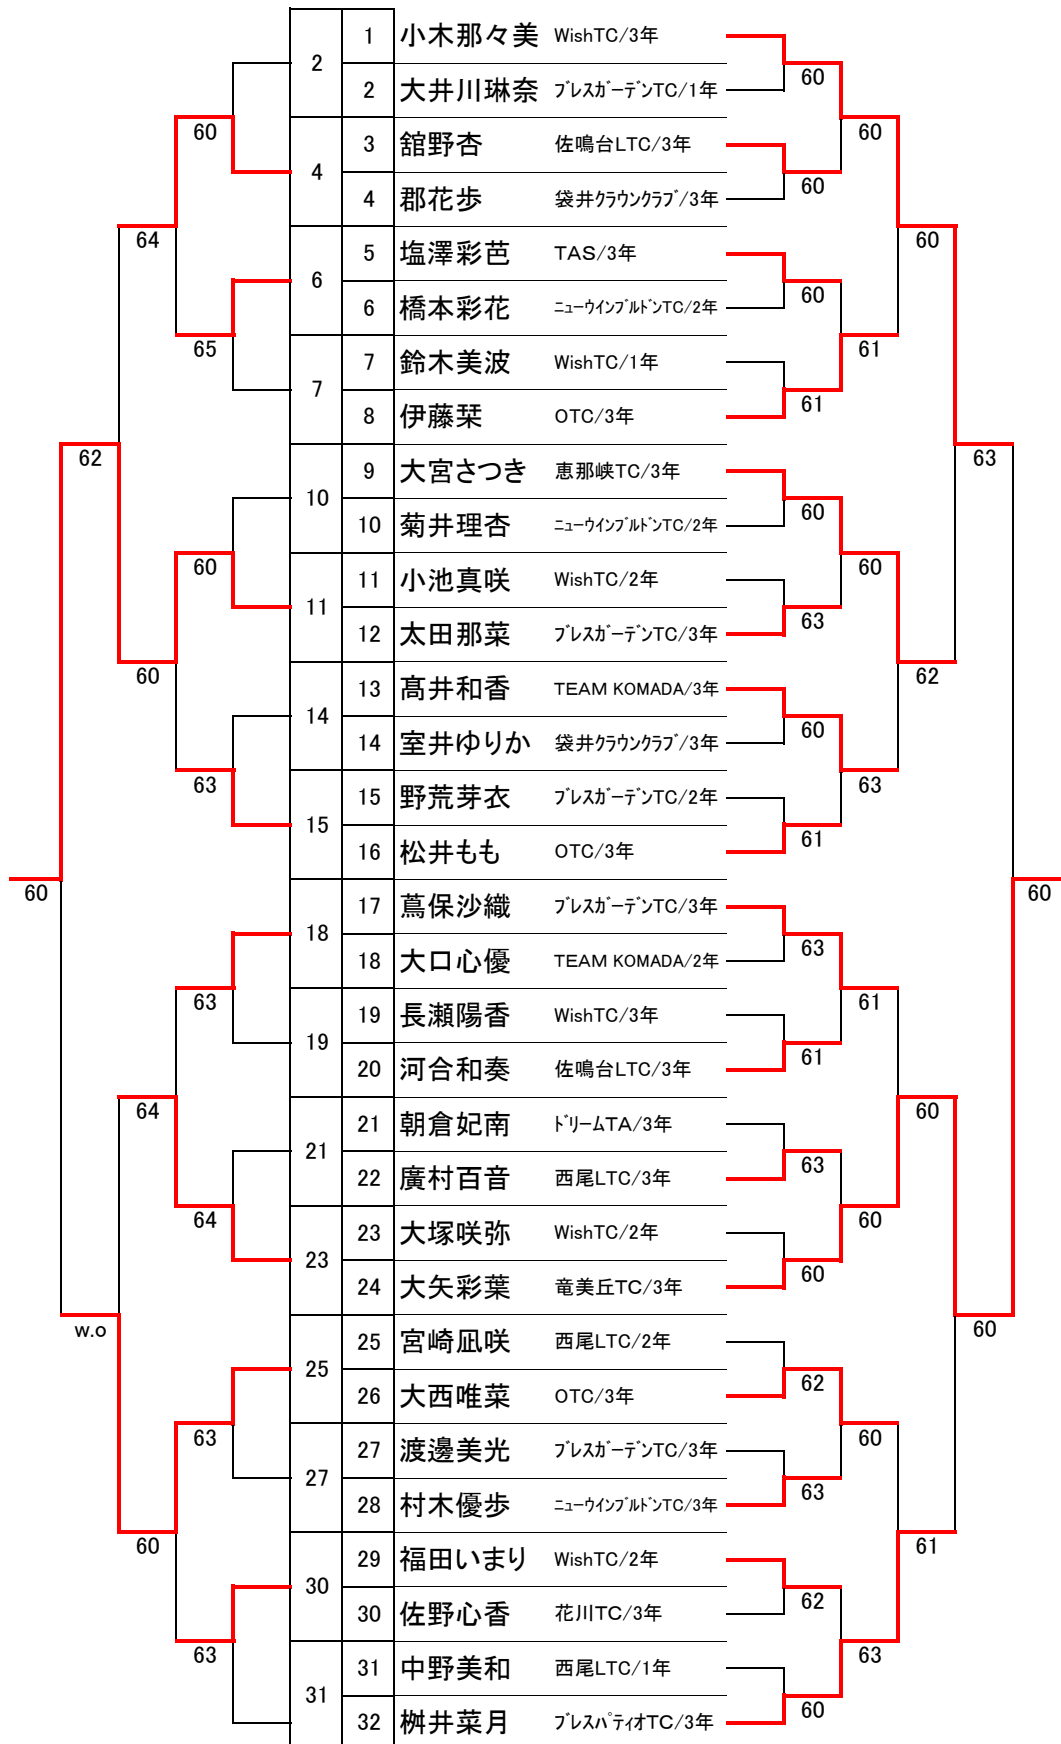 1 小木那々美 WishTC/3年
2
60
2 大井川琳奈 ブレスガーデンTC/1年
60 3 舘野杏 佐鳴台LTC/3年 60
4
60
4 郡花歩 袋井クラウンクラブ/3年
64 5 塩澤彩芭 TAS/3年 60
6
60
6 橋本彩花 ニューウインブルドンTC/2年
65 7 鈴木美波 WishTC/1年 61
7
61
8 伊藤栞 OTC/3年
62 9 大宮さつき 恵那峡TC/3年 63
10
60
10 菊井理杏 ニューウインブルドンTC/2年
60 11 小池真咲 WishTC/2年 60
11
63
12 太田那菜 ブレスガーデンTC/3年
60 13 髙井和香 TEAM KOMADA/3年 62
14
60
14 室井ゆりか 袋井クラウンクラブ/3年
63 15 野荒芽衣 ブレスガーデンTC/2年 63
15
61
16 松井もも OTC/3年
60 17 蔦保沙織 ブレスガーデンTC/3年 60
18
63
18 大口心優 TEAM KOMADA/2年
63 19 長瀬陽香 WishTC/3年 61
19
61
20 河合和奏 佐鳴台LTC/3年
64 21 朝倉妃南 ドリームTA/3年 60
21
63
22 廣村百音 西尾LTC/3年
64 23 大塚咲弥 WishTC/2年 60
23
60
24 大矢彩葉 竜美丘TC/3年
w.o 25 宮崎凪咲 西尾LTC/2年 60
25
62
26 大西唯菜 OTC/3年
63 27 渡邊美光 ブレスガーデンTC/3年 60
27
63
28 村木優歩 ニューウインブルドンTC/3年
60 29 福田いまり WishTC/2年 61
30
62
30 佐野心香 花川TC/3年
63 31 中野美和 西尾LTC/1年 63
31
60
32 桝井菜月 ブレスパティオTC/3年